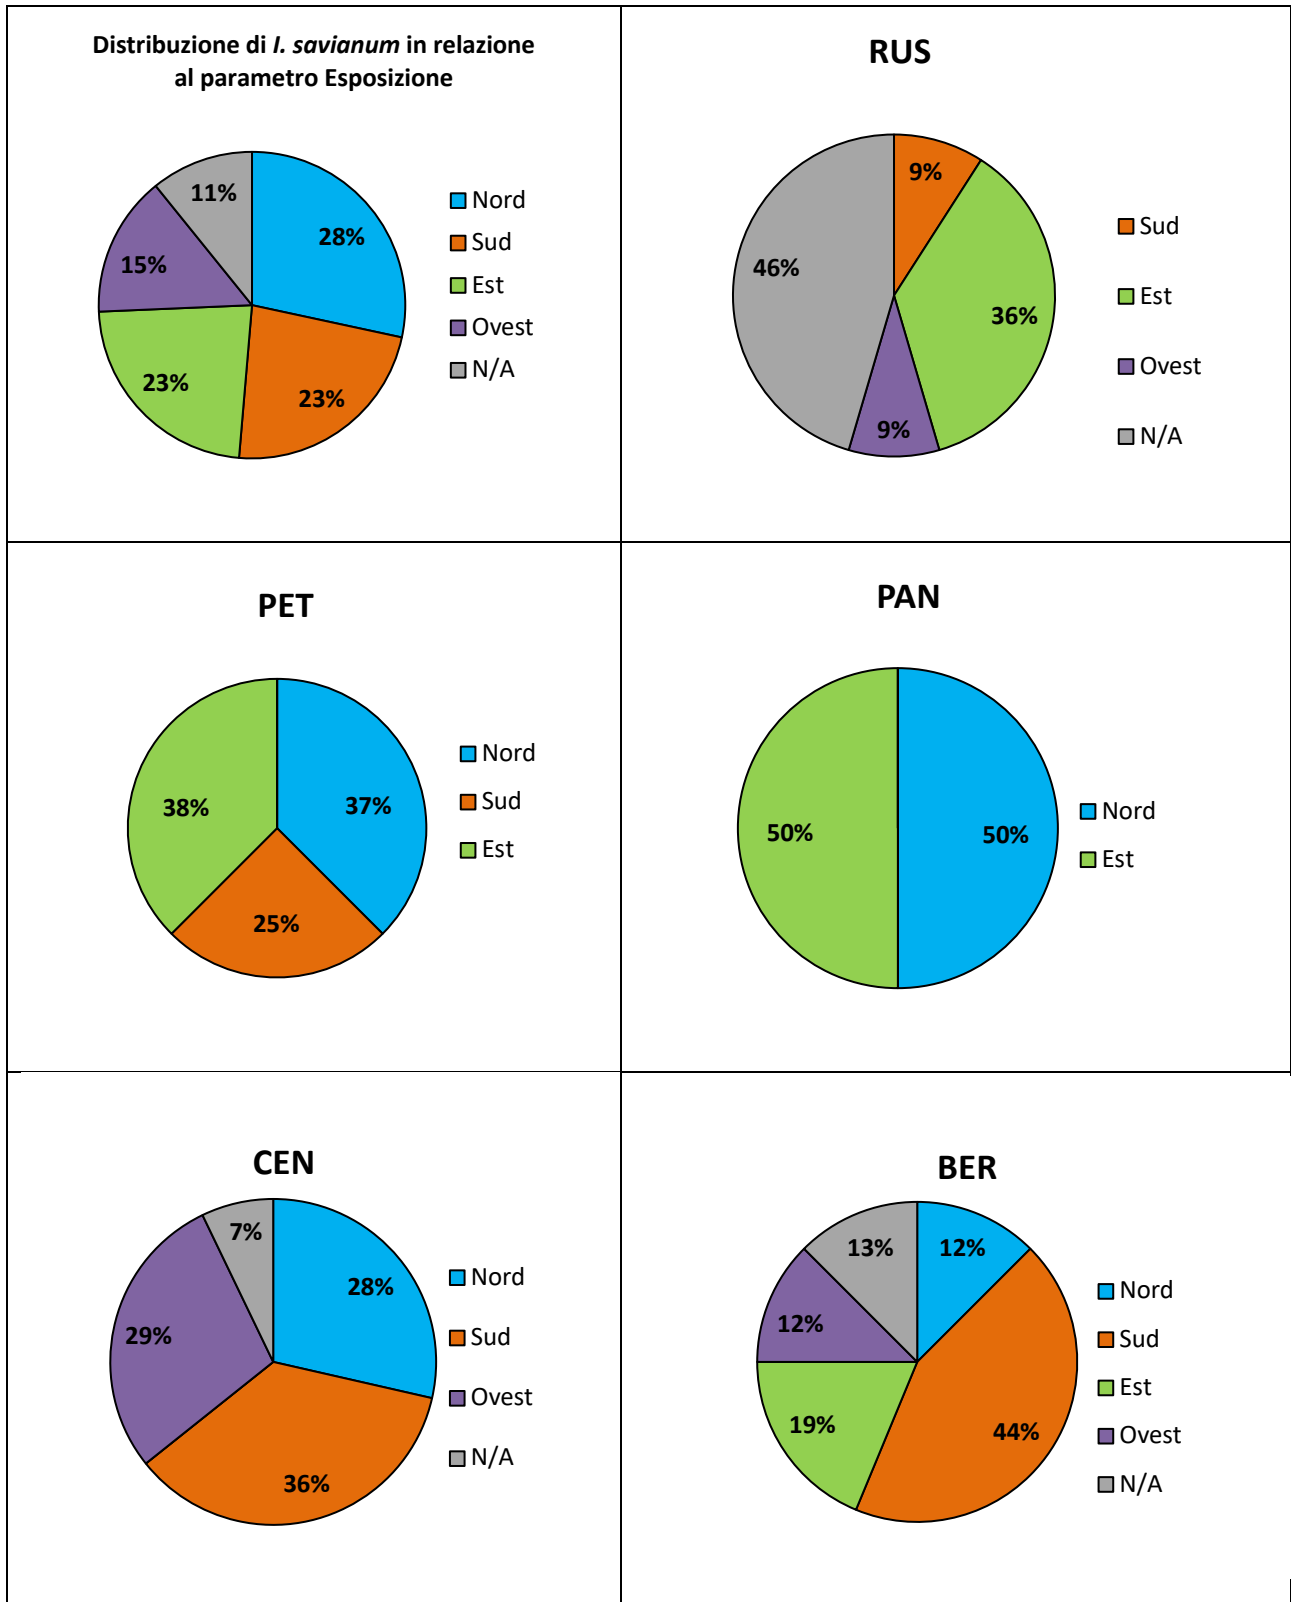 Distribuzione di I. savianum in relazione
al parametro Esposizione
11%
28%
15%
23%
23%
Nord
Sud
Est
Ovest
N/A
RUS
9%
46%
36%
9%
Sud
Est
Ovest
N/A
PET
38%
37%
25%
Nord
Sud
Est
PAN
50%
50%
Nord
Est
CEN
7%
28%
29%
36%
Nord
Sud
Ovest
N/A
BER
13%
12%
12%
19%
44%
Nord
Sud
Est
Ovest
N/A